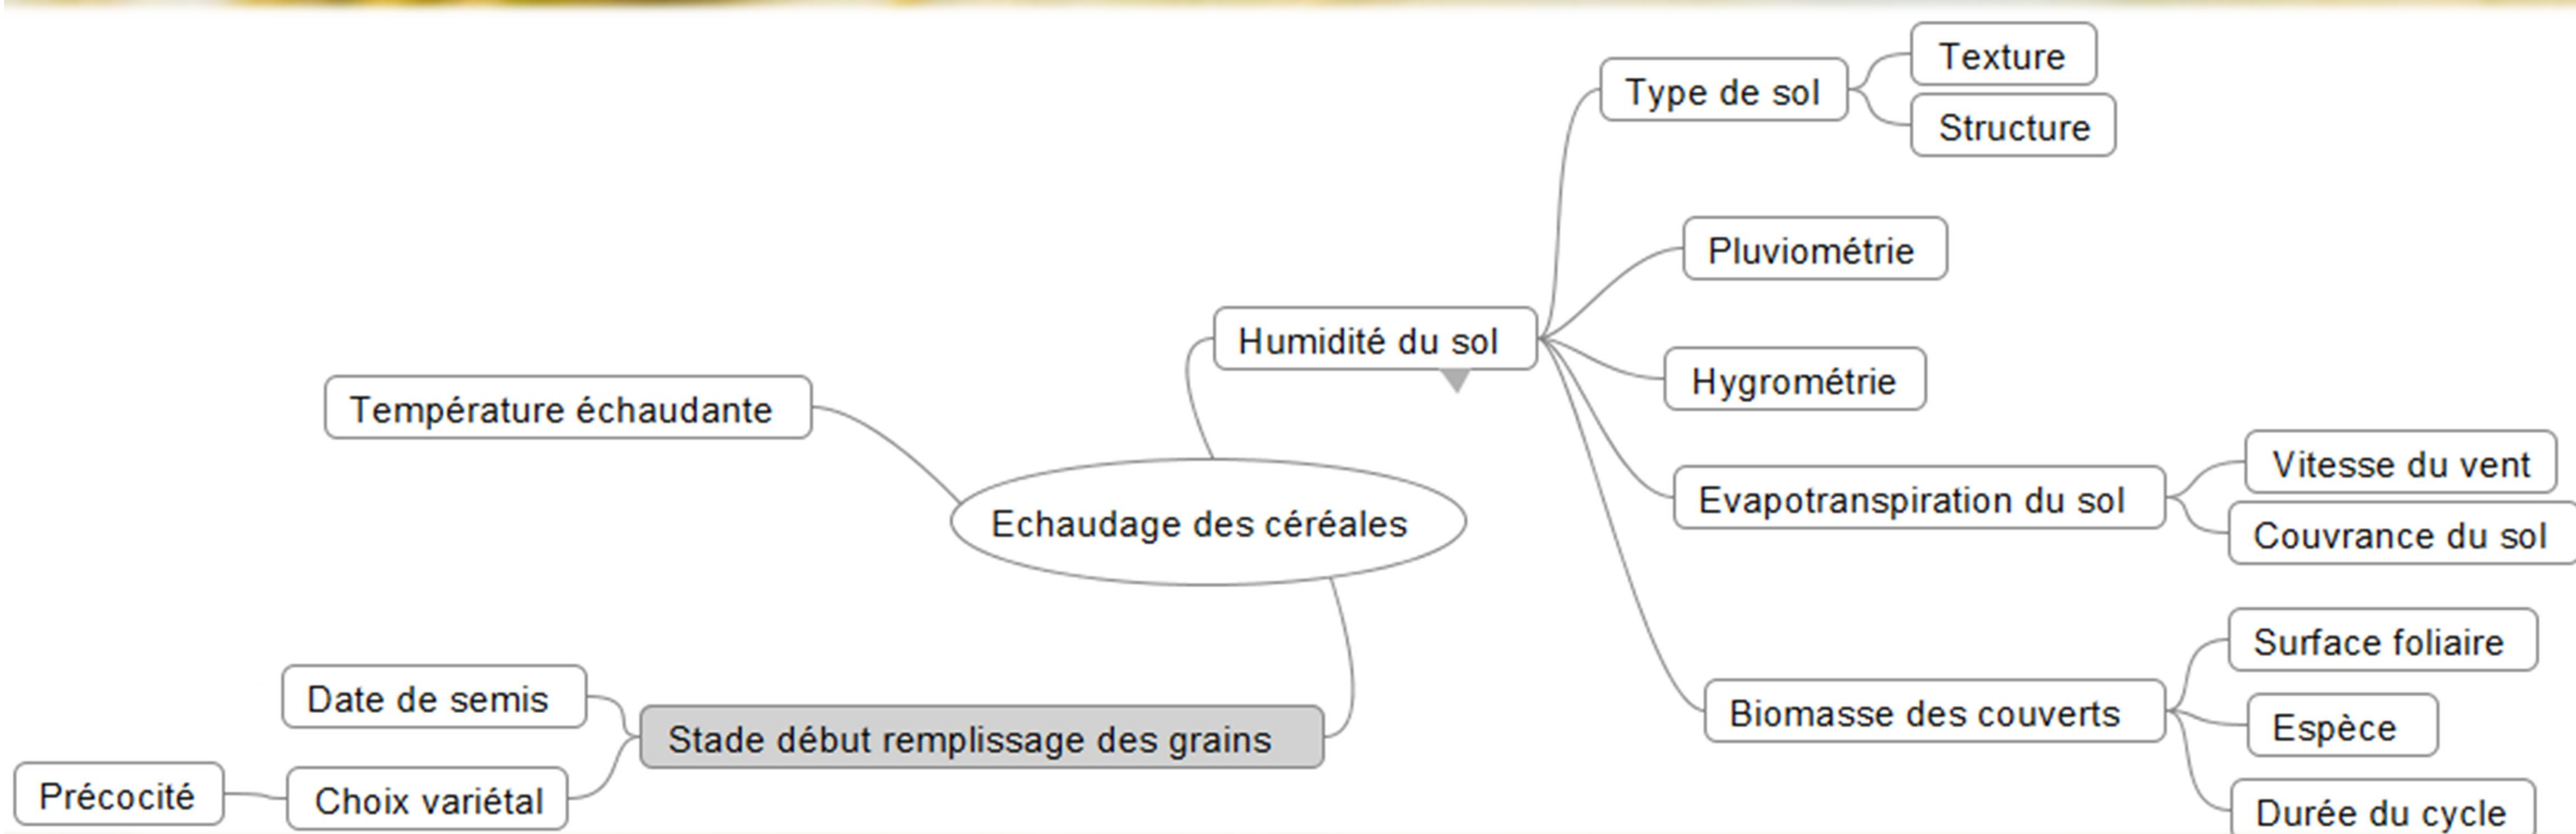 Texture
Type de sol
Structure
Pluviométrie
Humidité du sol
Hygrométrie
Température échaudante
Vitesse du vent
Evapotranspiration du sol
Echaudage des céréales
Couvrance du sol
Surface foliaire
Date de semis
Biomasse des couverts
Espèce
Stade début remplissage des grains
Précocité
Choix variétal
Durée du cycle